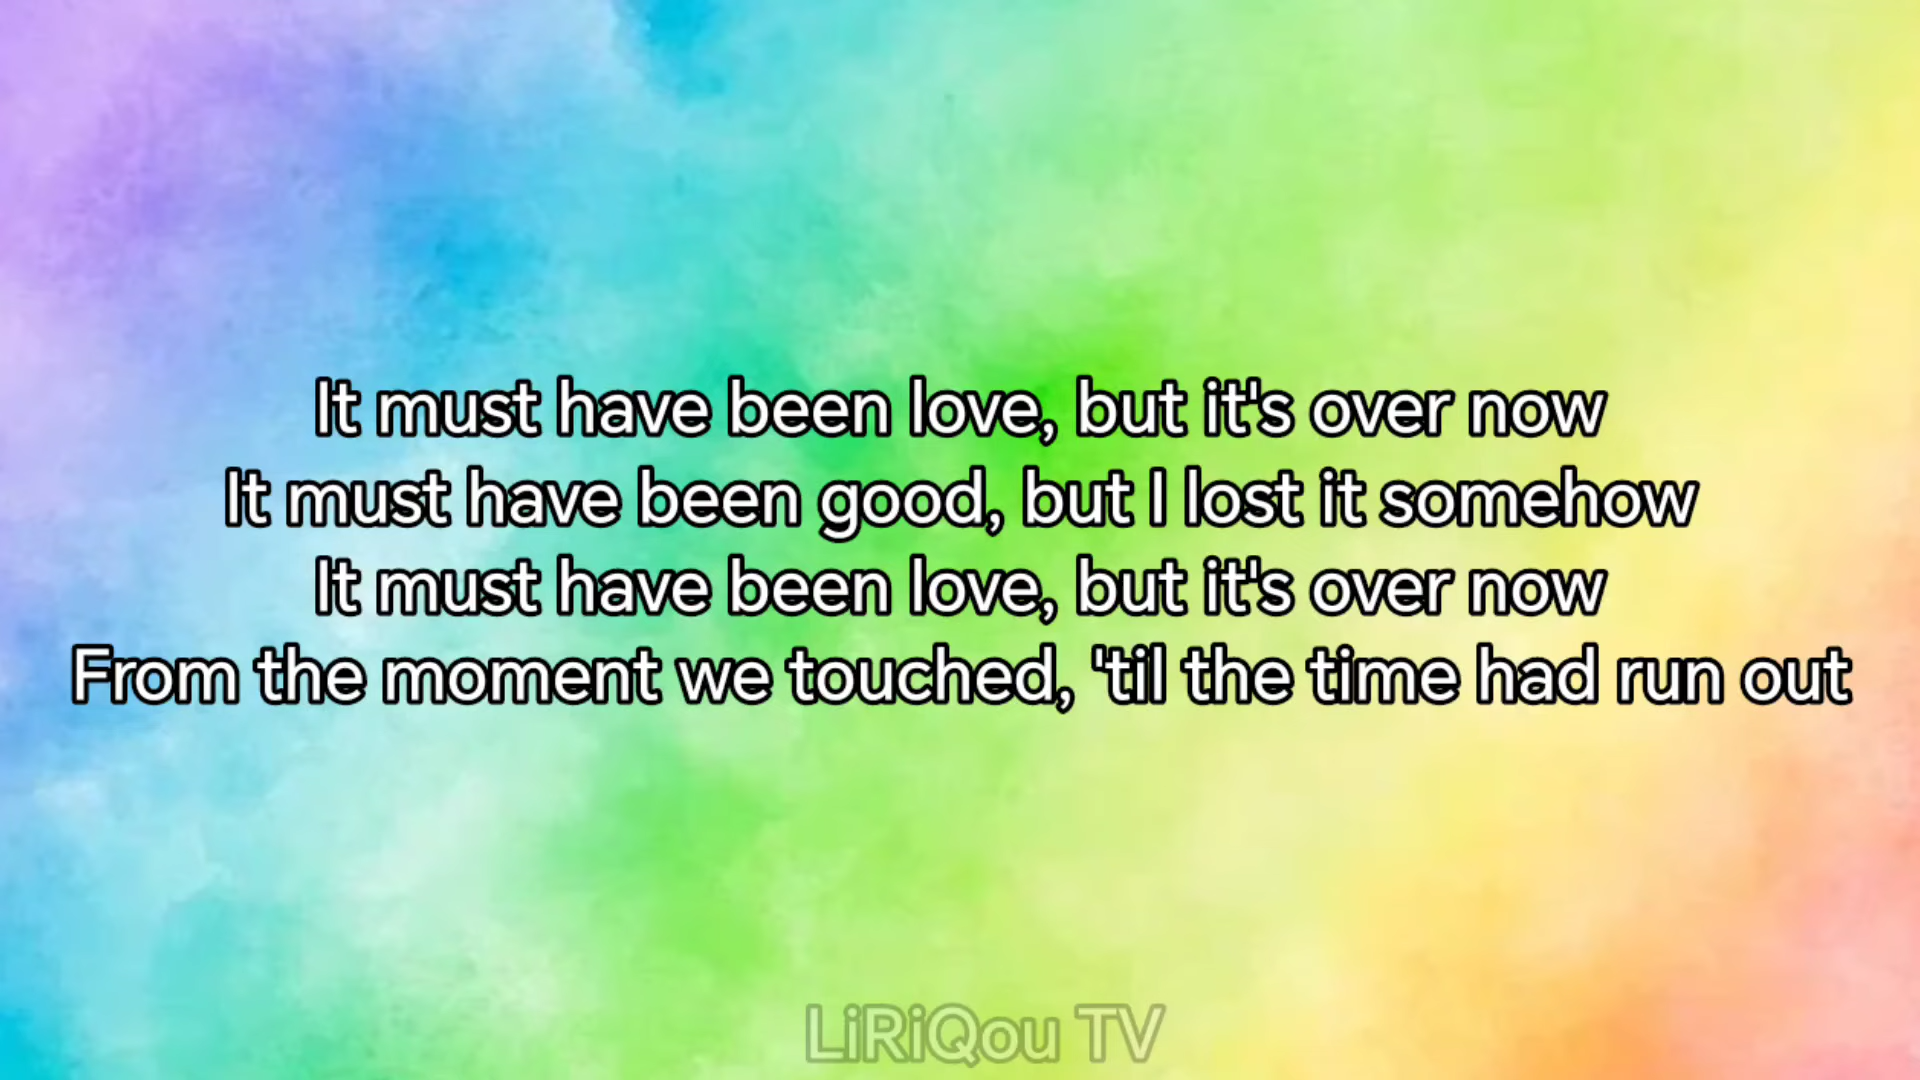 It must have been love, but it's over now
It must have been good, but I lost it somehow
It must have been love, but it's over now
From the moment we touched, 'til the time had run out
LiRiQou TV